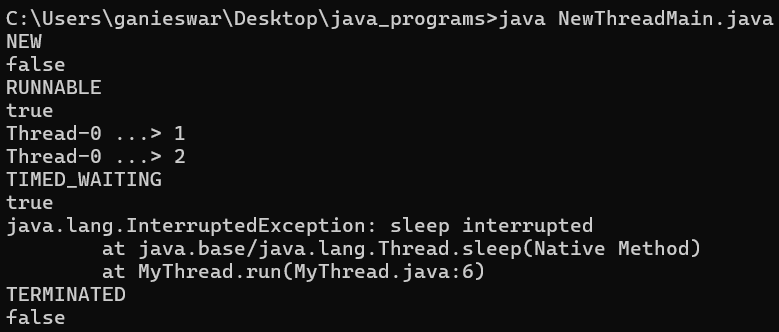 C:\Users\ganieswar\Desktop\java_programs>java NewThreadMain.java
NEW
false
RUNNABLE
true
Thread-0 ...> 1
Thread-0 ...> 2
TIMED_WAITING
true
java.lang.InterruptedException: sleep interrupted
        at java.base/java.lang.Thread.sleep(Native Method)
        at MyThread.run(MyThread.java:6)
TERMINATED
false